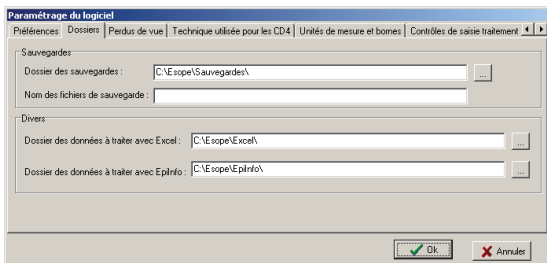 Paramétrage du logiciel
Préférences Dossiers Perdus de vue Technique utilisée pour les CD4 Unités de mesure et bornes Contrôles de saisie traitement
Sauvegardes
Dossier des sauvegardes : C:\Esope\Sauvegardes\ ...
Nom des fichiers de sauvegarde :
Divers
Dossier des données à traiter avec Excel : C:\Esope\Excel\ ...
Dossier des données à traiter avec EpiInfo : C:\Esope\EpiInfo\ ...
Ok Annuler